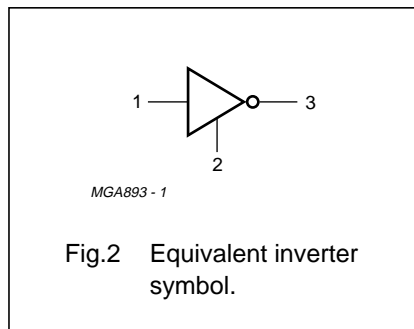 1
3
2
MGA893 - 1
Fig.2 Equivalent inverter
symbol.